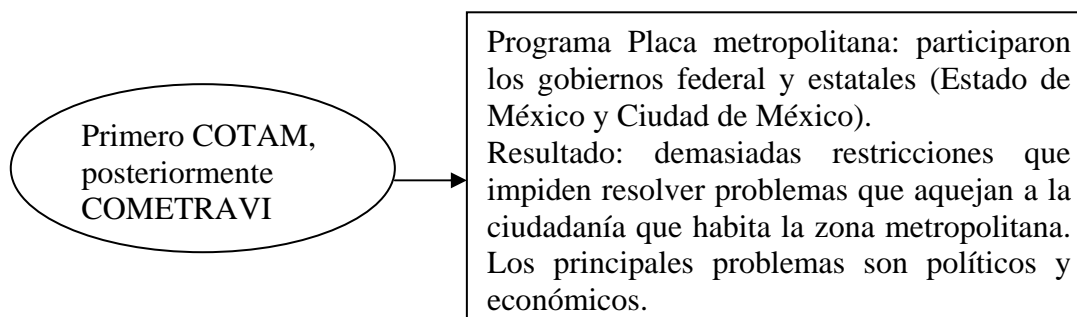 Primero COTAM,
posteriormente
COMETRAVI
Programa Placa metropolitana: participaron
los gobiernos federal y estatales (Estado de
México y Ciudad de México).
Resultado: demasiadas restricciones que
impiden resolver problemas que aquejan a la
ciudadanía que habita la zona metropolitana.
Los principales problemas son políticos y
económicos.